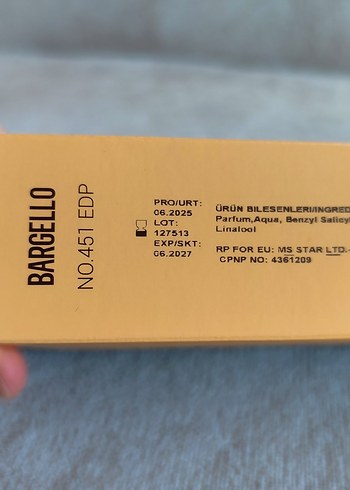 BARGELLO
NO.451 EDP
PRO/URT:
06.2025
LOT:
127513
EXP/SKT:
06.2027
ÜRÜN BILESENLERI/INGRED
Parfum,Aqua, Benzyl Salicy
Linalool
RP FOR EU: MS STAR LTD.
CPNP NO: 4361209